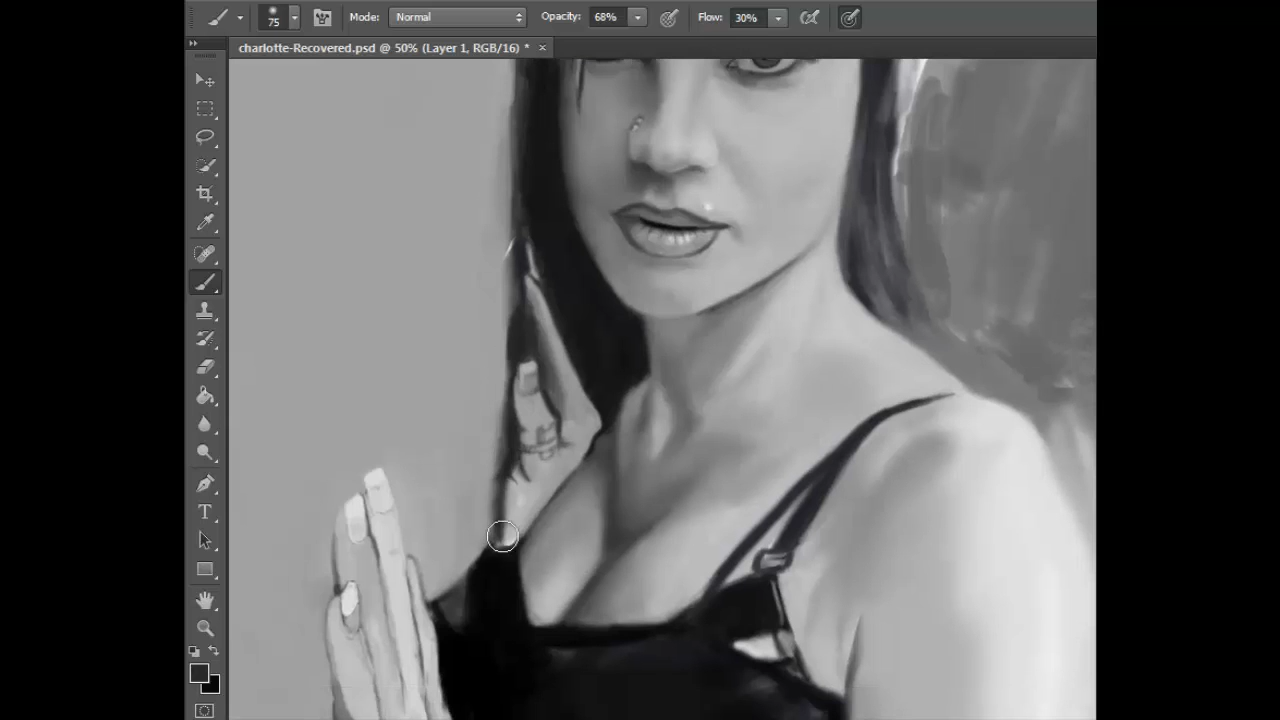 75 Mode: Normal Opacity: 68% Flow: 30%
charlotte-Recovered.psd @ 50% (Layer 1, RGB/16) * ×
T